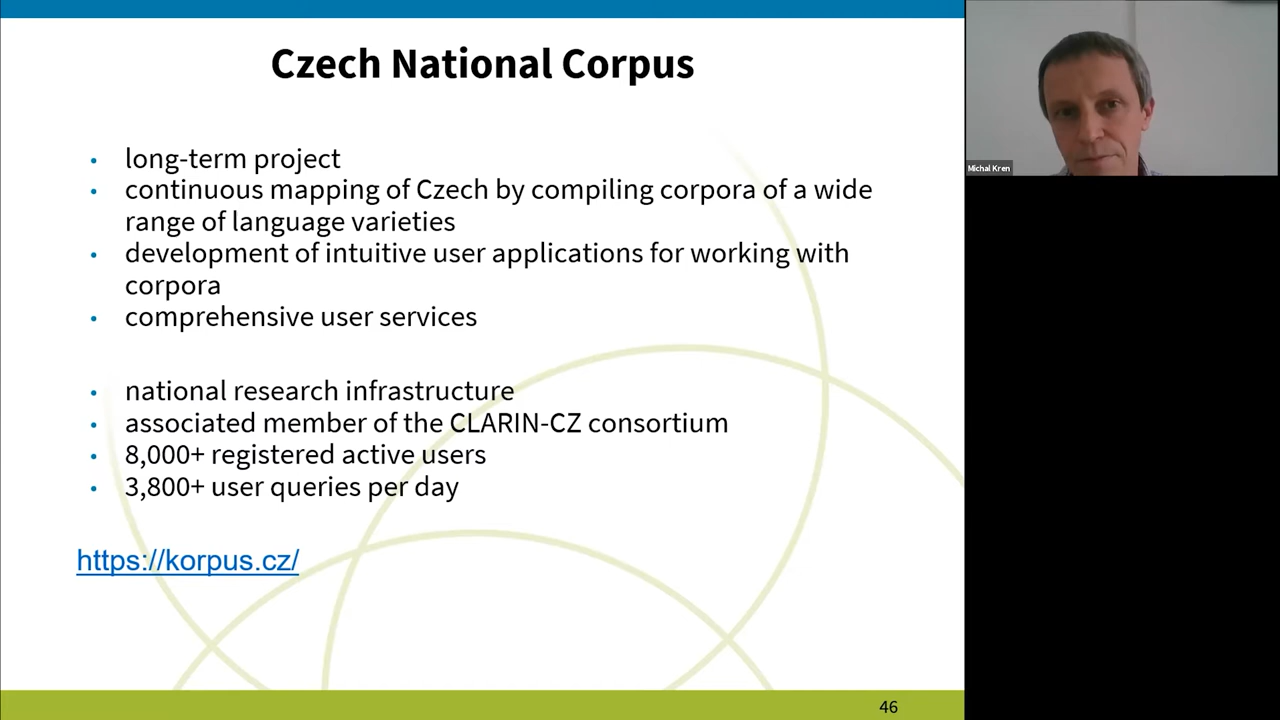 Czech National Corpus
• long-term project
• continuous mapping of Czech by compiling corpora of a wide
range of language varieties
• development of intuitive user applications for working with
corpora
• comprehensive user services
• national research infrastructure
• associated member of the CLARIN-CZ consortium
• 8,000+ registered active users
• 3,800+ user queries per day
https://korpus.cz/
46
Michal Kren